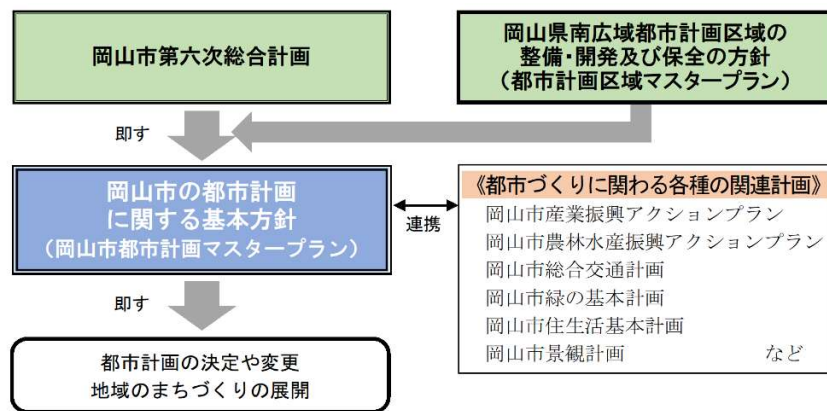 岡山市第六次総合計画
岡山県南広域都市計画区域の
整備・開発及び保全の方針
（都市計画区域マスタープラン）
即す
岡山市の都市計画
に関する基本方針
（岡山市都市計画マスタープラン）
連携
《都市づくりに関わる各種の関連計画》
岡山市産業振興アクションプラン
岡山市農林水産振興アクションプラン
岡山市総合交通計画
岡山市緑の基本計画
岡山市住生活基本計画
岡山市景観計画　など
即す
都市計画の決定や変更
地域のまちづくりの展開